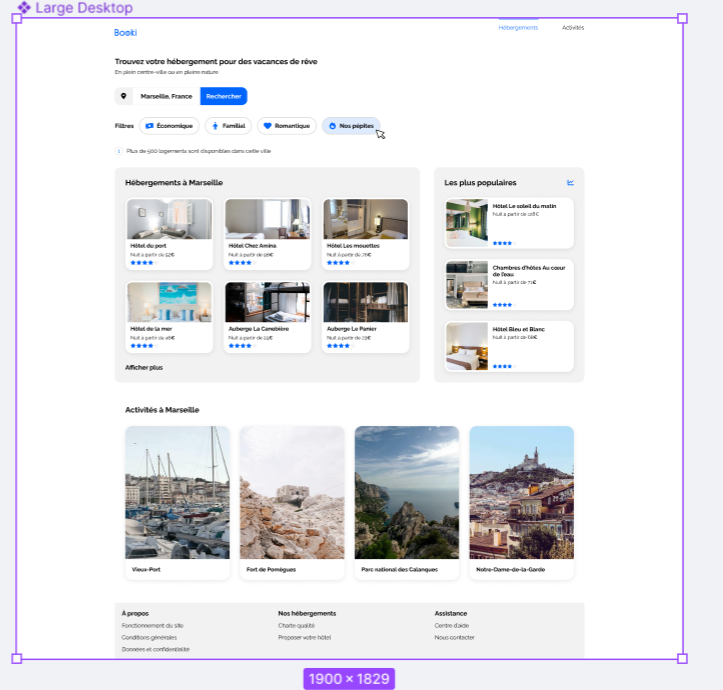 Large Desktop
Booki
Hébergements
Activités
Trouvez votre hébergement pour des vacances de rêve
En plein centre-ville ou en pleine nature
Marseille, France
Rechercher
Filtres
Économique
Familial
Romantique
Nos pépites
Plus de 500 logements sont disponibles dans cette ville
Hébergements à Marseille
Hôtel du port
Nuit à partir de 52€
Hôtel Chez Amina
Nuit à partir de
Hôtel Les mouettes
Nuit à partir de
Hôtel de la mer
Nuit à partir de
Auberge La Canebière
Nuit à partir de
Auberge Le Panier
Nuit à partir de
Afficher plus
Les plus populaires
Hôtel Le soleil du matin
Nuit à partir de
Chambres d'hôtes Au cœur
de l'eau
Nuit à partir de 71€
Hôtel Bleu et Blanc
Nuit à partir de 68€
Activités à Marseille
Vieux-Port
Fort de Pomègues
Parc national des Calanques
Notre-Dame-de-la-Garde
À propos
Fonctionnement du site
Conditions générales
Données et confidentialité
Nos hébergements
Charte qualité
Proposer votre hôtel
Assistance
Centre d'aide
Nous contacter
1900 × 1829